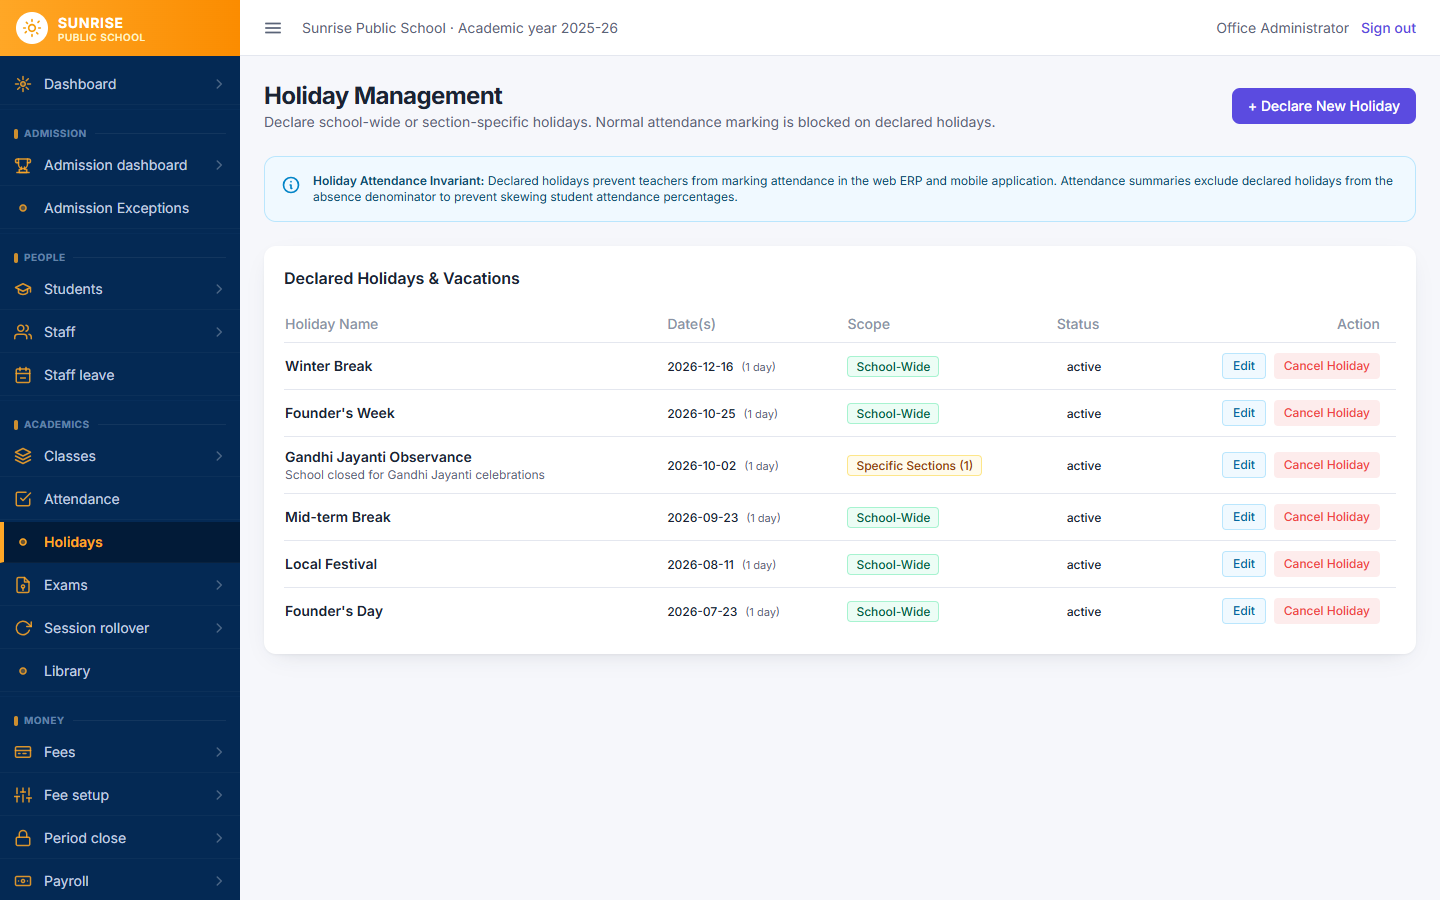 SUNRISE
PUBLIC SCHOOL
Sunrise Public School · Academic year 2025-26
Office Administrator
Sign out
Dashboard
ADMISSION
Admission dashboard
Admission Exceptions
PEOPLE
Students
Staff
Staff leave
ACADEMICS
Classes
Attendance
Holidays
Exams
Session rollover
Library
MONEY
Fees
Fee setup
Period close
Payroll
Holiday Management
Declare school-wide or section-specific holidays. Normal attendance marking is blocked on declared holidays.
+ Declare New Holiday
Holiday Attendance Invariant: Declared holidays prevent teachers from marking attendance in the web ERP and mobile application. Attendance summaries exclude declared holidays from the
absence denominator to prevent skewing student attendance percentages.
Declared Holidays & Vacations
Holiday Name Date(s) Scope Status Action
Winter Break 2026-12-16 (1 day) School-Wide active Edit Cancel Holiday
Founder's Week 2026-10-25 (1 day) School-Wide active Edit Cancel Holiday
Gandhi Jayanti Observance 2026-10-02 (1 day) Specific Sections (1) active Edit Cancel Holiday
School closed for Gandhi Jayanti celebrations
Mid-term Break 2026-09-23 (1 day) School-Wide active Edit Cancel Holiday
Local Festival 2026-08-11 (1 day) School-Wide active Edit Cancel Holiday
Founder's Day 2026-07-23 (1 day) School-Wide active Edit Cancel Holiday